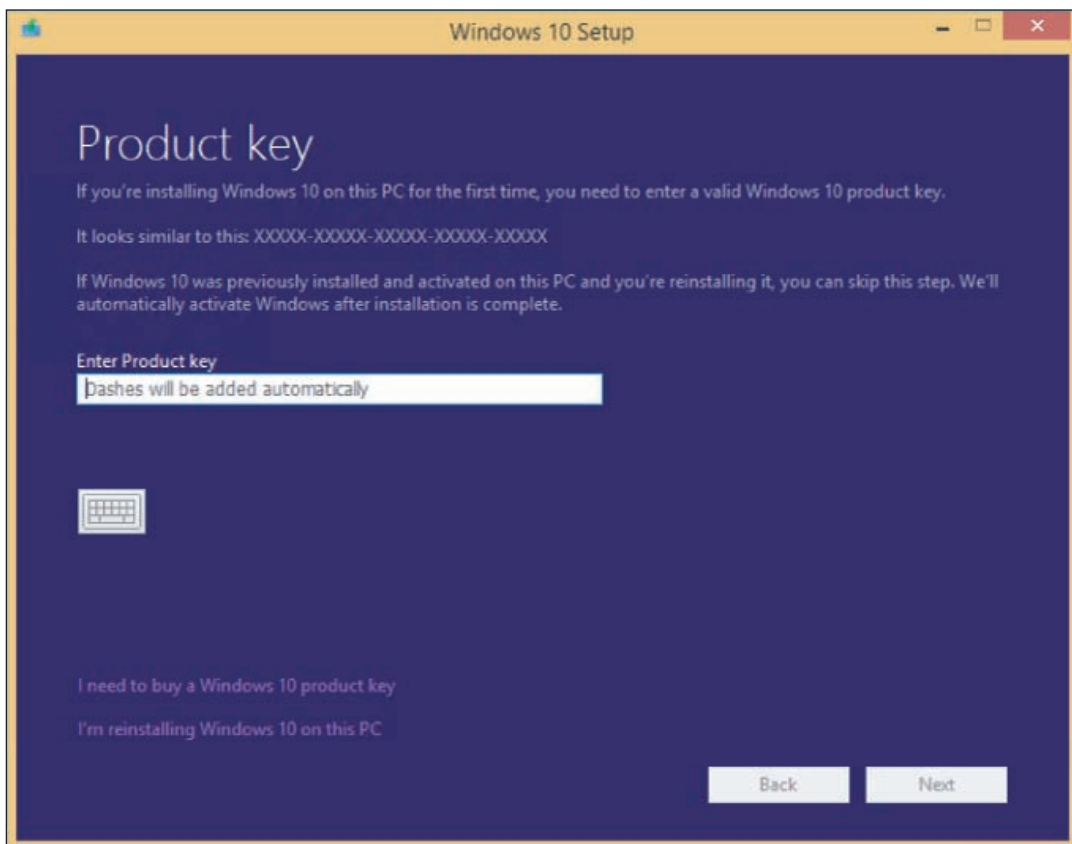 Windows 10 Setup
Product key
If you're installing Windows 10 on this PC for the first time, you need to enter a valid Windows 10 product key.
It looks similar to this: XXXXX-XXXXX-XXXXX-XXXXX-XXXXX
If Windows 10 was previously installed and activated on this PC and you're reinstalling it, you can skip this step. We'll
automatically activate Windows after installation is complete.
Enter Product key
Dashes will be added automatically
I need to buy a Windows 10 product key
I'm reinstalling Windows 10 on this PC
Back
Next